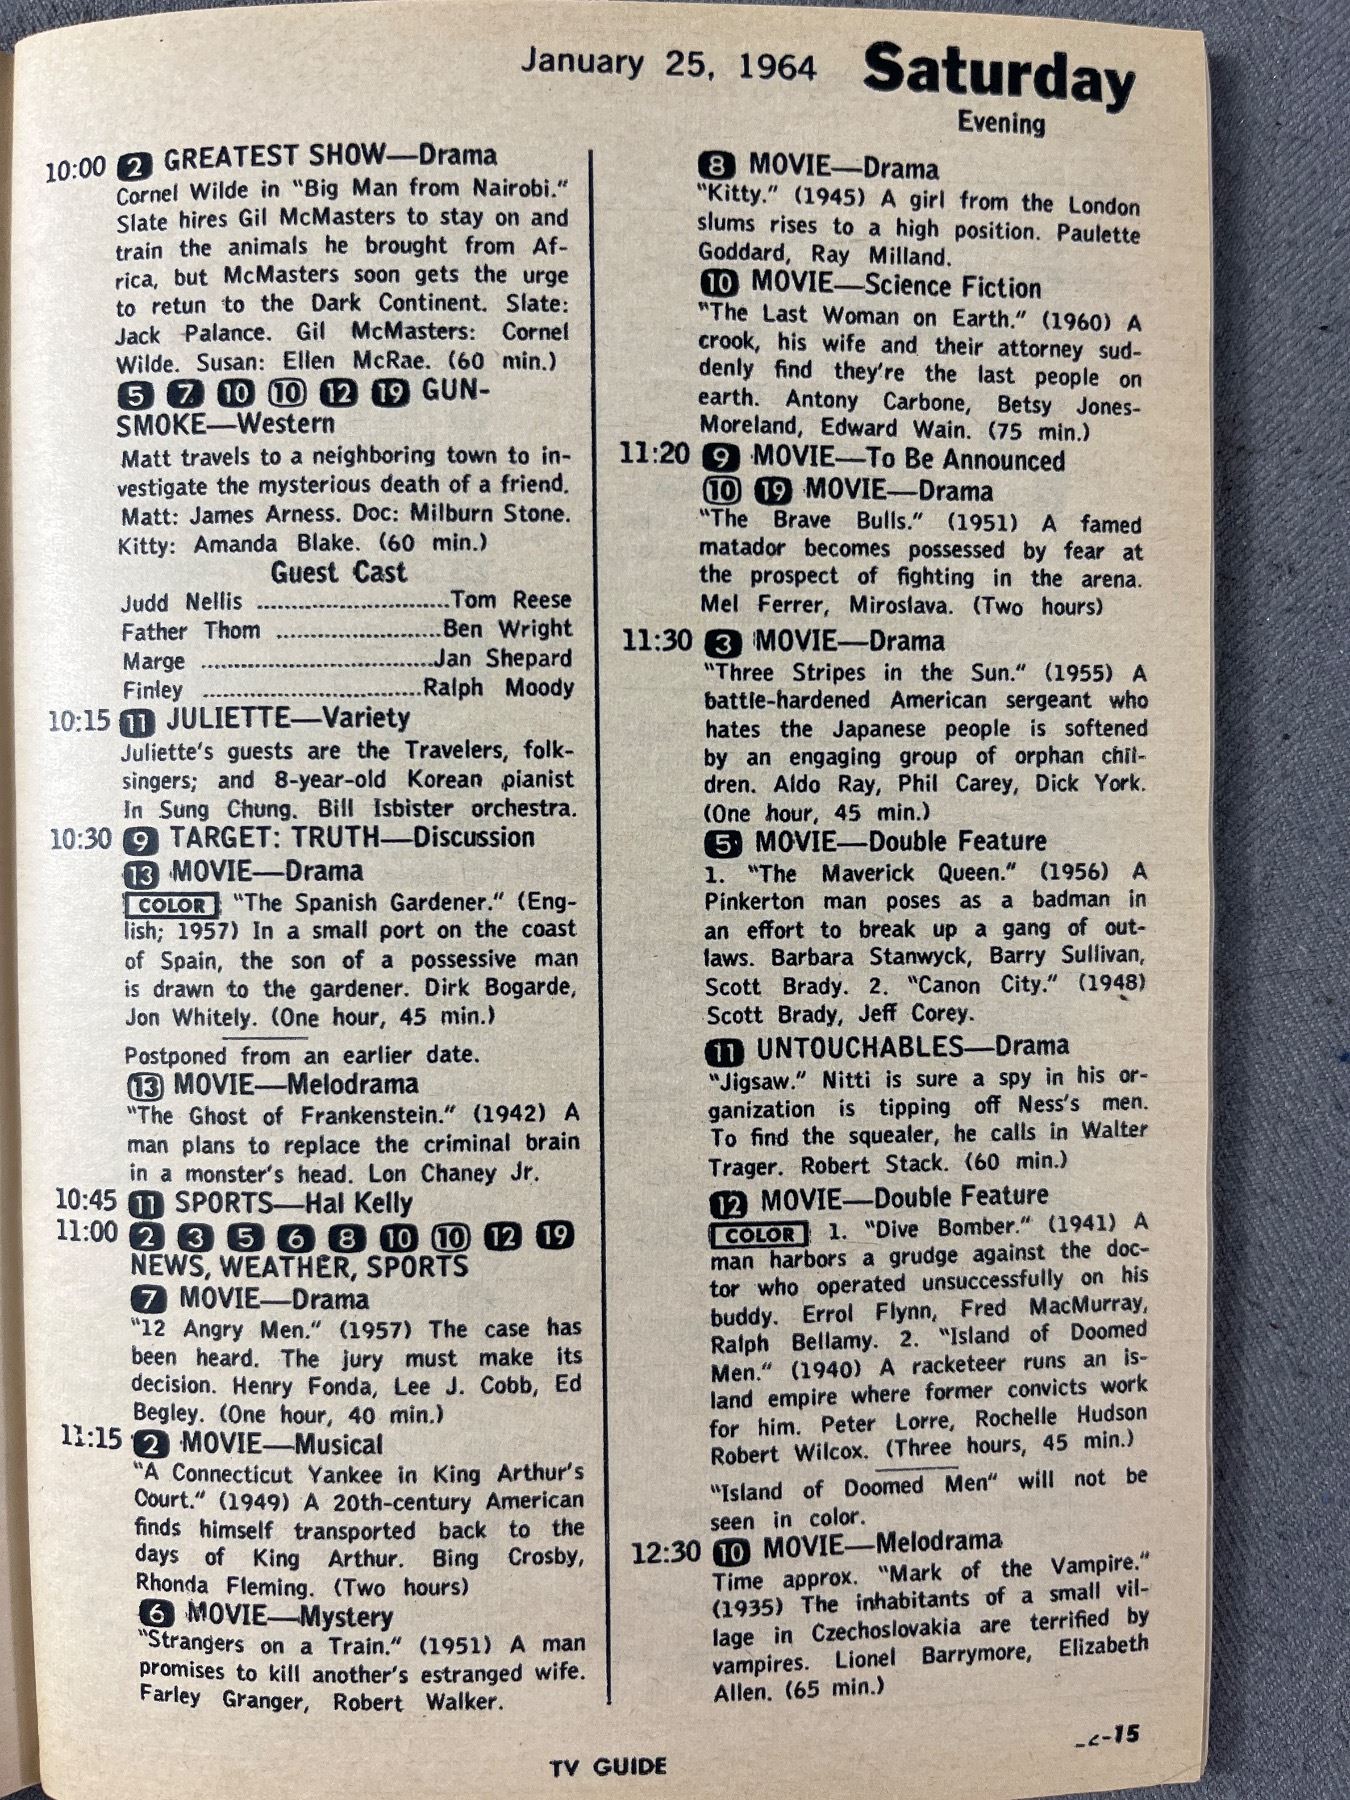 January 25, 1964 Saturday
Evening
10:00 2 GREATEST SHOW—Drama
Cornel Wilde in "Big Man from Nairobi."
Slate hires Gil McMasters to stay on and
train the animals he brought from Af-
rica, but McMasters soon gets the urge
to retun to the Dark Continent. Slate:
Jack Palance. Gil McMasters: Cornel
Wilde. Susan: Ellen McRae. (60 min.)
5 7 10 10 12 19 GUN-
SMOKE—Western
Matt travels to a neighboring town to in-
vestigate the mysterious death of a friend.
Matt: James Arness. Doc: Milburn Stone.
Kitty: Amanda Blake. (60 min.)
Guest Cast
Judd Nellis ............................Tom Reese
Father Thom ........................Ben Wright
Marge ..................................Jan Shepard
Finley ................................Ralph Moody
10:15 11 JULIETTE—Variety
Juliette's guests are the Travelers, folk-
singers; and 8-year-old Korean pianist
In Sung Chung. Bill Isbister orchestra.
10:30 9 TARGET: TRUTH—Discussion
13 MOVIE—Drama
COLOR "The Spanish Gardener." (Eng-
lish; 1957) In a small port on the coast
of Spain, the son of a possessive man
is drawn to the gardener. Dirk Bogarde,
Jon Whitely. (One hour, 45 min.)
Postponed from an earlier date.
13 MOVIE—Melodrama
"The Ghost of Frankenstein." (1942) A
man plans to replace the criminal brain
in a monster's head. Lon Chaney Jr.
10:45 11 SPORTS—Hal Kelly
11:00 2 3 5 6 8 10 10 12 19
NEWS, WEATHER, SPORTS
7 MOVIE—Drama
"12 Angry Men." (1957) The case has
been heard. The jury must make its
decision. Henry Fonda, Lee J. Cobb, Ed
Begley. (One hour, 40 min.)
11:15 2 MOVIE—Musical
"A Connecticut Yankee in King Arthur's
Court." (1949) A 20th-century American
finds himself transported back to the
days of King Arthur. Bing Crosby,
Rhonda Fleming. (Two hours)
6 MOVIE—Mystery
"Strangers on a Train." (1951) A man
promises to kill another's estranged wife.
Farley Granger, Robert Walker.
8 MOVIE—Drama
"Kitty." (1945) A girl from the London
slums rises to a high position. Paulette
Goddard, Ray Milland.
10 MOVIE—Science Fiction
"The Last Woman on Earth." (1960) A
crook, his wife and their attorney sud-
denly find they're the last people on
earth. Antony Carbone, Betsy Jones-
Moreland, Edward Wain. (75 min.)
11:20 9 MOVIE—To Be Announced
10 19 MOVIE—Drama
"The Brave Bulls." (1951) A famed
matador becomes possessed by fear at
the prospect of fighting in the arena.
Mel Ferrer, Miroslava. (Two hours)
11:30 3 MOVIE—Drama
"Three Stripes in the Sun." (1955) A
battle-hardened American sergeant who
hates the Japanese people is softened
by an engaging group of orphan chil-
dren. Aldo Ray, Phil Carey, Dick York.
(One hour, 45 min.)
5 MOVIE—Double Feature
1. "The Maverick Queen." (1956) A
Pinkerton man poses as a badman in
an effort to break up a gang of out-
laws. Barbara Stanwyck, Barry Sullivan,
Scott Brady. 2. "Canon City." (1948)
Scott Brady, Jeff Corey.
11 UNTOUCHABLES—Drama
"Jigsaw." Nitti is sure a spy in his or-
ganization is tipping off Ness's men.
To find the squealer, he calls in Walter
Trager. Robert Stack. (60 min.)
12 MOVIE—Double Feature
COLOR 1. "Dive Bomber." (1941) A
man harbors a grudge against the doc-
tor who operated unsuccessfully on his
buddy. Errol Flynn, Fred MacMurray,
Ralph Bellamy. 2. "Island of Doomed
Men." (1940) A racketeer runs an is-
land empire where former convicts work
for him. Peter Lorre, Rochelle Hudson
Robert Wilcox. (Three hours, 45 min.)
"Island of Doomed Men" will not be
seen in color.
12:30 10 MOVIE—Melodrama
Time approx. "Mark of the Vampire."
(1935) The inhabitants of a small vil-
lage in Czechoslovakia are terrified by
vampires. Lionel Barrymore, Elizabeth
Allen. (65 min.)
-15
TV GUIDE